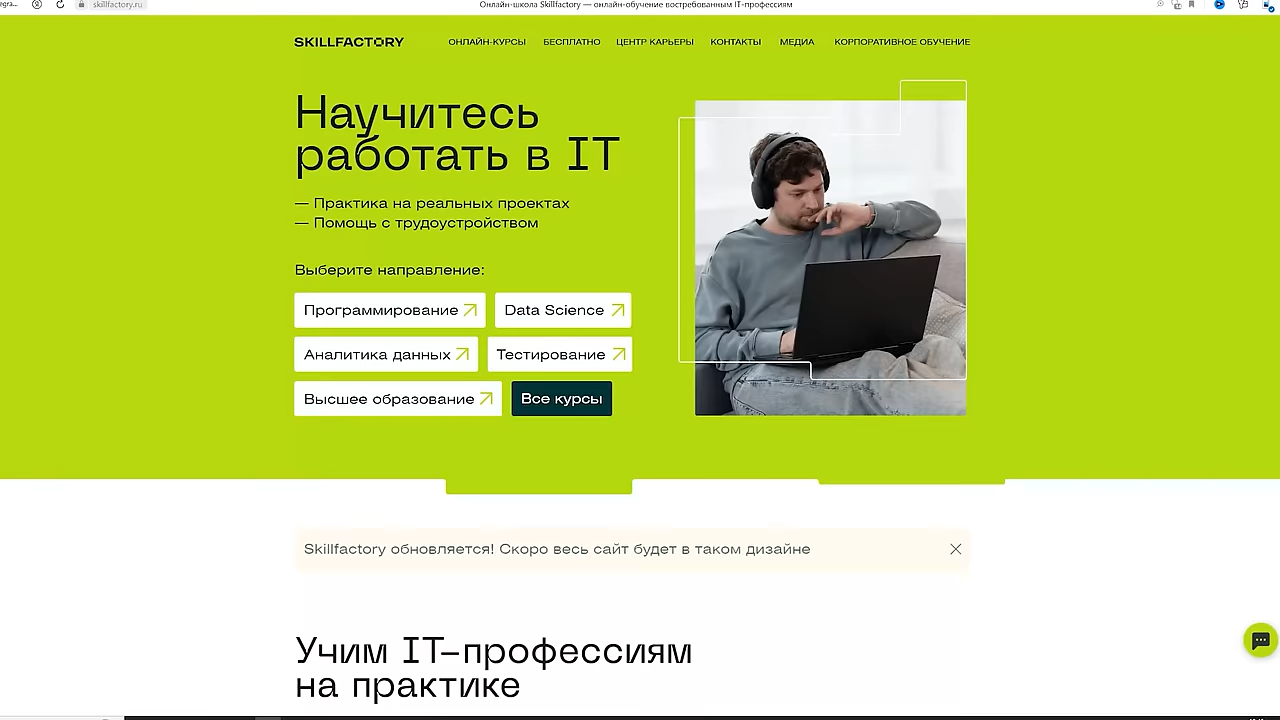 skillfactory.ru
Онлайн-школа Skillfactory — онлайн-обучение востребованным IT-профессиям
SKILLFACTORY
ОНЛАЙН-КУРСЫ
БЕСПЛАТНО
ЦЕНТР КАРЬЕРЫ
КОНТАКТЫ
МЕДИА
КОРПОРАТИВНОЕ ОБУЧЕНИЕ
Научитесь
работать в IT
— Практика на реальных проектах
— Помощь с трудоустройством
Выберите направление:
Программирование
Data Science
Аналитика данных
Тестирование
Высшее образование
Все курсы
Skillfactory обновляется! Скоро весь сайт будет в таком дизайне
Учим IT-профессиям
на практике